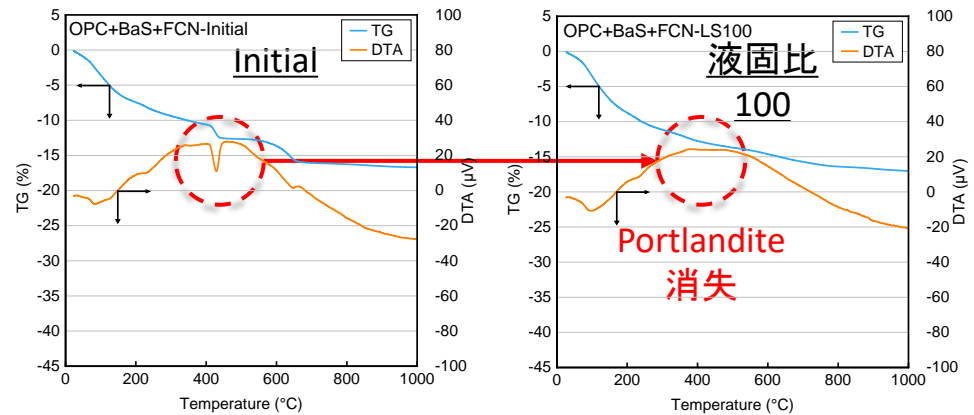 OPC+BaS+FCN-Initial
TG
DTA
Initial
5
0
-5
-10
-15
-20
-25
-30
-35
-40
-45
TG (%)
100
80
60
40
20
0
-20
-40
-60
-80
-100
DTA (μV)
0 200 400 600 800 1000
Temperature (°C)
OPC+BaS+FCN-LS100
TG
DTA
液固比
100
Portlandite
消失
5
0
-5
-10
-15
-20
-25
-30
-35
-40
-45
TG (%)
100
80
60
40
20
0
-20
-40
-60
-80
-100
DTA (μV)
0 200 400 600 800 1000
Temperature (°C)